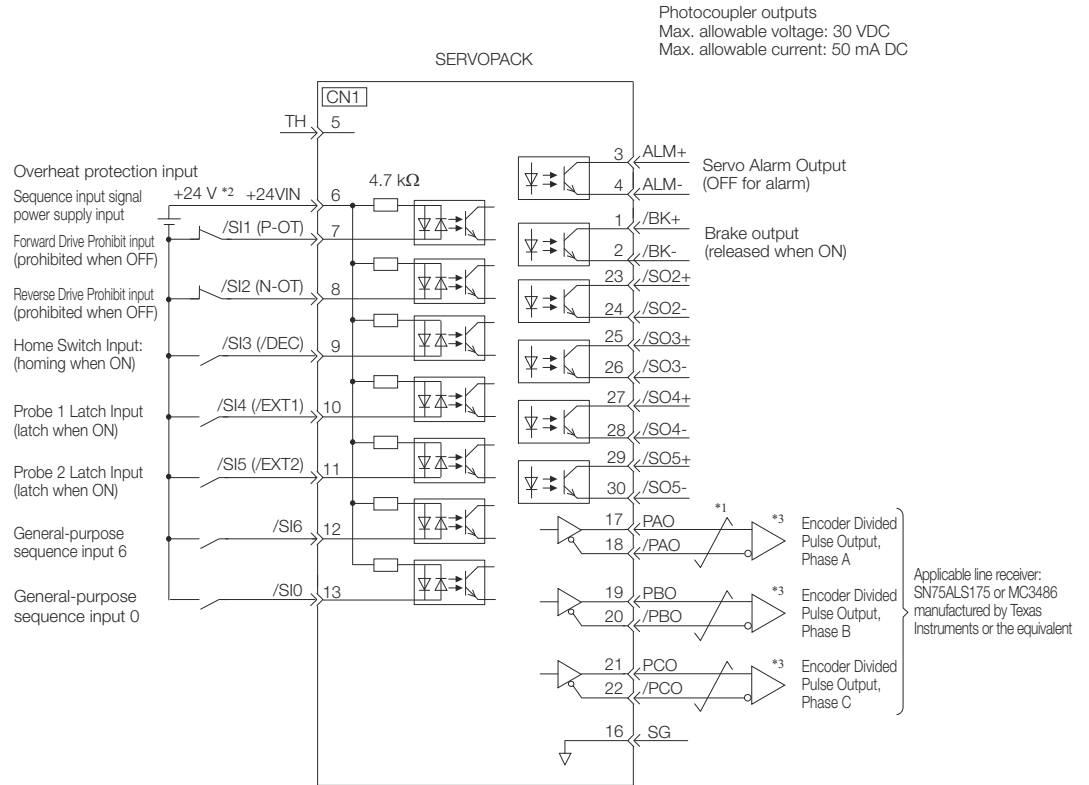 Photocoupler outputs
Max. allowable voltage: 30 VDC
Max. allowable current: 50 mA DC
SERVOPACK
CN1
TH 5
Overheat protection input
Sequence input signal
power supply input
+24 V *2 +24VIN 6
4.7 kΩ
Forward Drive Prohibit input
(prohibited when OFF)
/SI1 (P-OT) 7
Reverse Drive Prohibit input
(prohibited when OFF)
/SI2 (N-OT) 8
Home Switch Input:
(homing when ON)
/SI3 (/DEC) 9
Probe 1 Latch Input
(latch when ON)
/SI4 (/EXT1) 10
Probe 2 Latch Input
(latch when ON)
/SI5 (/EXT2) 11
General-purpose
sequence input 6
/SI6 12
General-purpose
sequence input 0
/SI0 13
3 ALM+
4 ALM-
Servo Alarm Output
(OFF for alarm)
1 /BK+
2 /BK-
Brake output
(released when ON)
23 /SO2+
24 /SO2-
25 /SO3+
26 /SO3-
27 /SO4+
28 /SO4-
29 /SO5+
30 /SO5-
17 PAO
18 /PAO
*1
*3
Encoder Divided
Pulse Output,
Phase A
19 PBO
20 /PBO
*3
Encoder Divided
Pulse Output,
Phase B
21 PCO
22 /PCO
*3
Encoder Divided
Pulse Output,
Phase C
Applicable line receiver:
SN75ALS175 or MC3486
manufactured by Texas
Instruments or the equivalent
16 SG